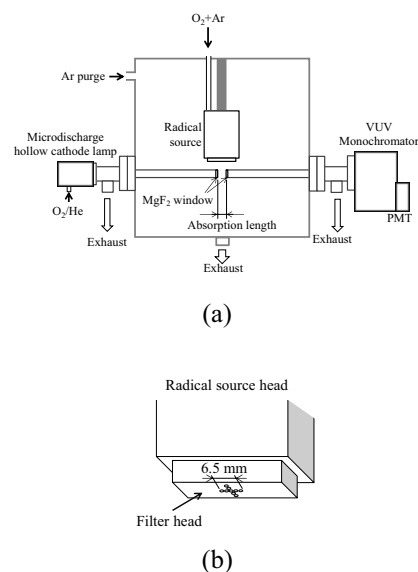 O2+Ar
Ar purge
Radical
source
Microdischarge
hollow cathode lamp
VUV
Monochromator
MgF2 window
O2/He
PMT
Absorption length
Exhaust
Exhaust
Exhaust
(a)
Radical source head
6.5 mm
Filter head
(b)